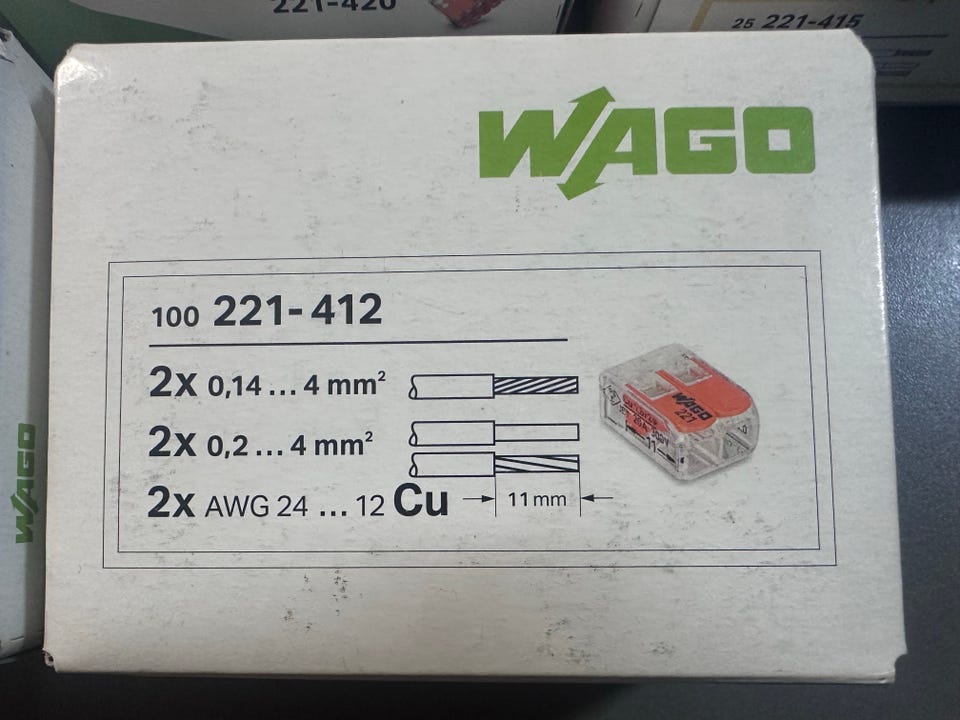 221-420
25 221-415
WAGO
WAGO
100 221-412
2x 0,14 ... 4 mm²
2x 0,2 ... 4 mm²
2x AWG 24 ... 12 Cu
11 mm
WAGO
221
11